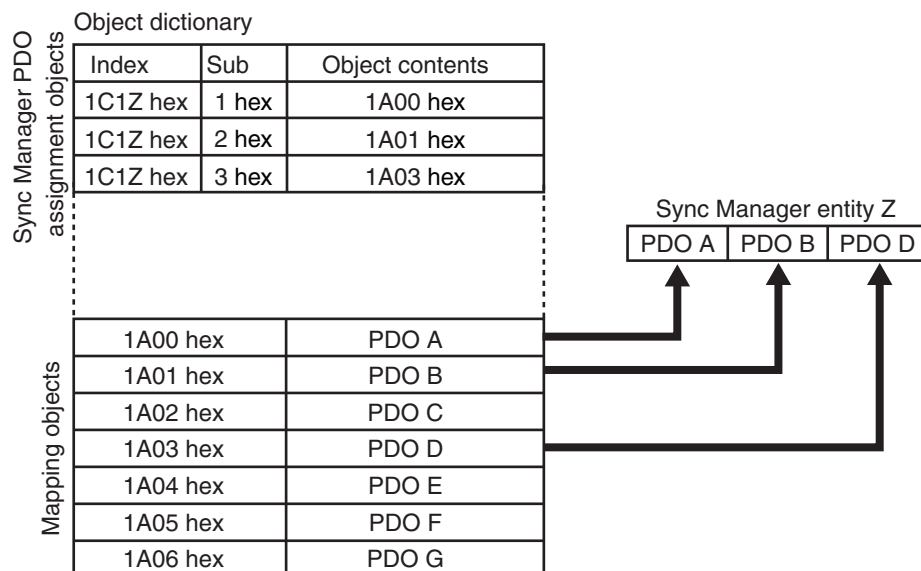 Object dictionary
Sync Manager PDO
assignment objects
Index Sub Object contents
1C1Z hex 1 hex 1A00 hex
1C1Z hex 2 hex 1A01 hex
1C1Z hex 3 hex 1A03 hex
Sync Manager entity Z
PDO A PDO B PDO D
Mapping objects
1A00 hex PDO A
1A01 hex PDO B
1A02 hex PDO C
1A03 hex PDO D
1A04 hex PDO E
1A05 hex PDO F
1A06 hex PDO G